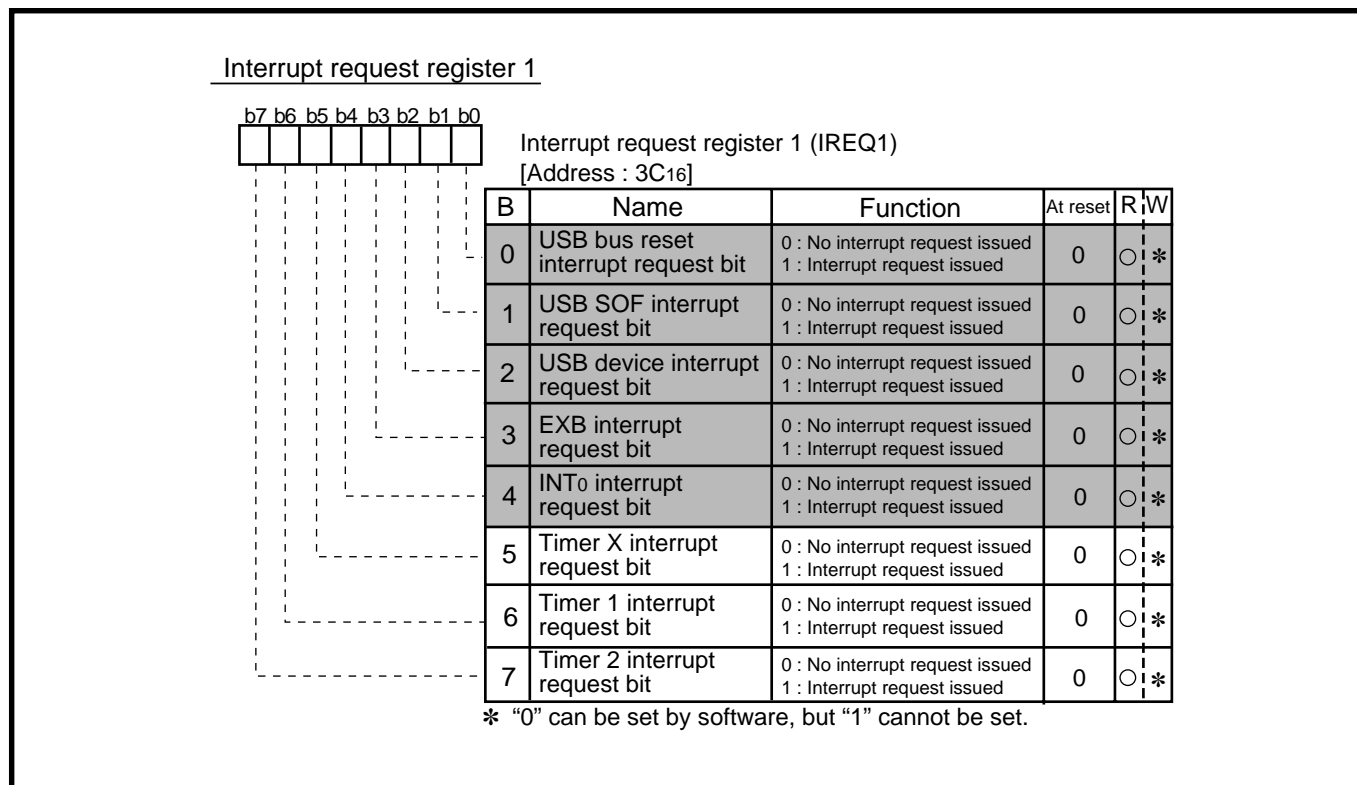 Interrupt request register 1
b7 b6 b5 b4 b3 b2 b1 b0
Interrupt request register 1 (IREQ1)
[Address : 3C16]
B Name Function At reset R W
0 USB bus reset interrupt request bit 0 : No interrupt request issued 1 : Interrupt request issued 0 ○ ✻
1 USB SOF interrupt request bit 0 : No interrupt request issued 1 : Interrupt request issued 0 ○ ✻
2 USB device interrupt request bit 0 : No interrupt request issued 1 : Interrupt request issued 0 ○ ✻
3 EXB interrupt request bit 0 : No interrupt request issued 1 : Interrupt request issued 0 ○ ✻
4 INT0 interrupt request bit 0 : No interrupt request issued 1 : Interrupt request issued 0 ○ ✻
5 Timer X interrupt request bit 0 : No interrupt request issued 1 : Interrupt request issued 0 ○ ✻
6 Timer 1 interrupt request bit 0 : No interrupt request issued 1 : Interrupt request issued 0 ○ ✻
7 Timer 2 interrupt request bit 0 : No interrupt request issued 1 : Interrupt request issued 0 ○ ✻
✻ “0” can be set by software, but “1” cannot be set.